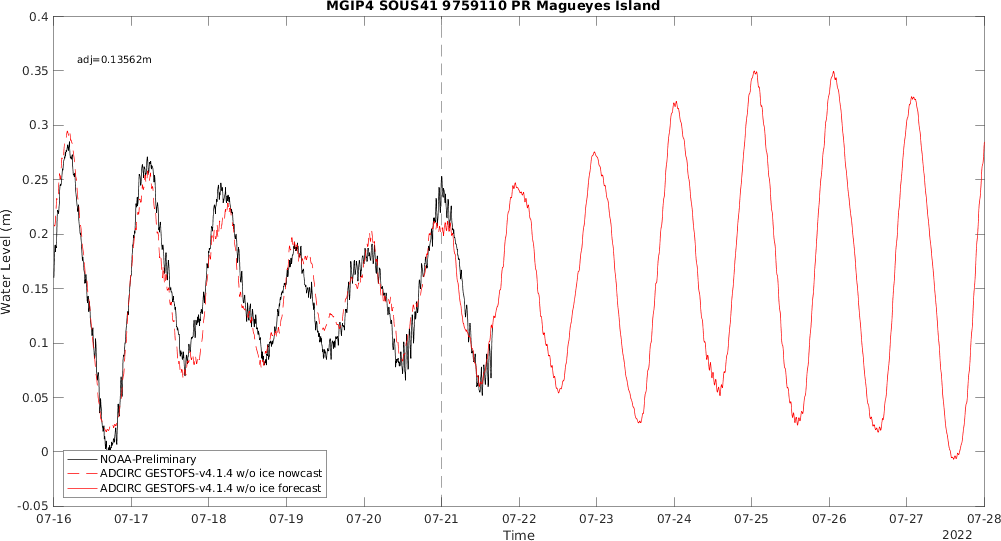 MGIP4 SOUS41 9759110 PR Magueyes Island
0.4
adj=0.13562m
0.35
0.3
0.25
0.2
0.15
0.1
0.05
0
-0.05
Water Level (m)
NOAA-Preliminary
ADCIRC GESTOFS-v4.1.4 w/o ice nowcast
ADCIRC GESTOFS-v4.1.4 w/o ice forecast
07-16 07-17 07-18 07-19 07-20 07-21 07-22 07-23 07-24 07-25 07-26 07-27 07-28
Time
2022